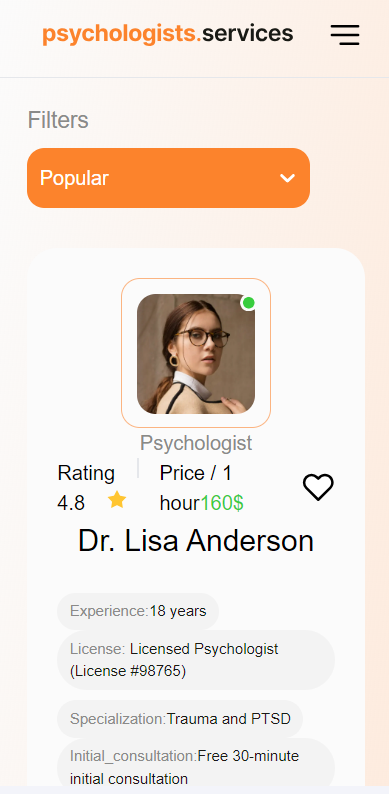 psychologists.services
Filters
Popular
Psychologist
Rating
4.8
Price / 1
hour160$
Dr. Lisa Anderson
Experience:18 years
License: Licensed Psychologist
(License #98765)
Specialization:Trauma and PTSD
Initial_consultation:Free 30-minute
initial consultation